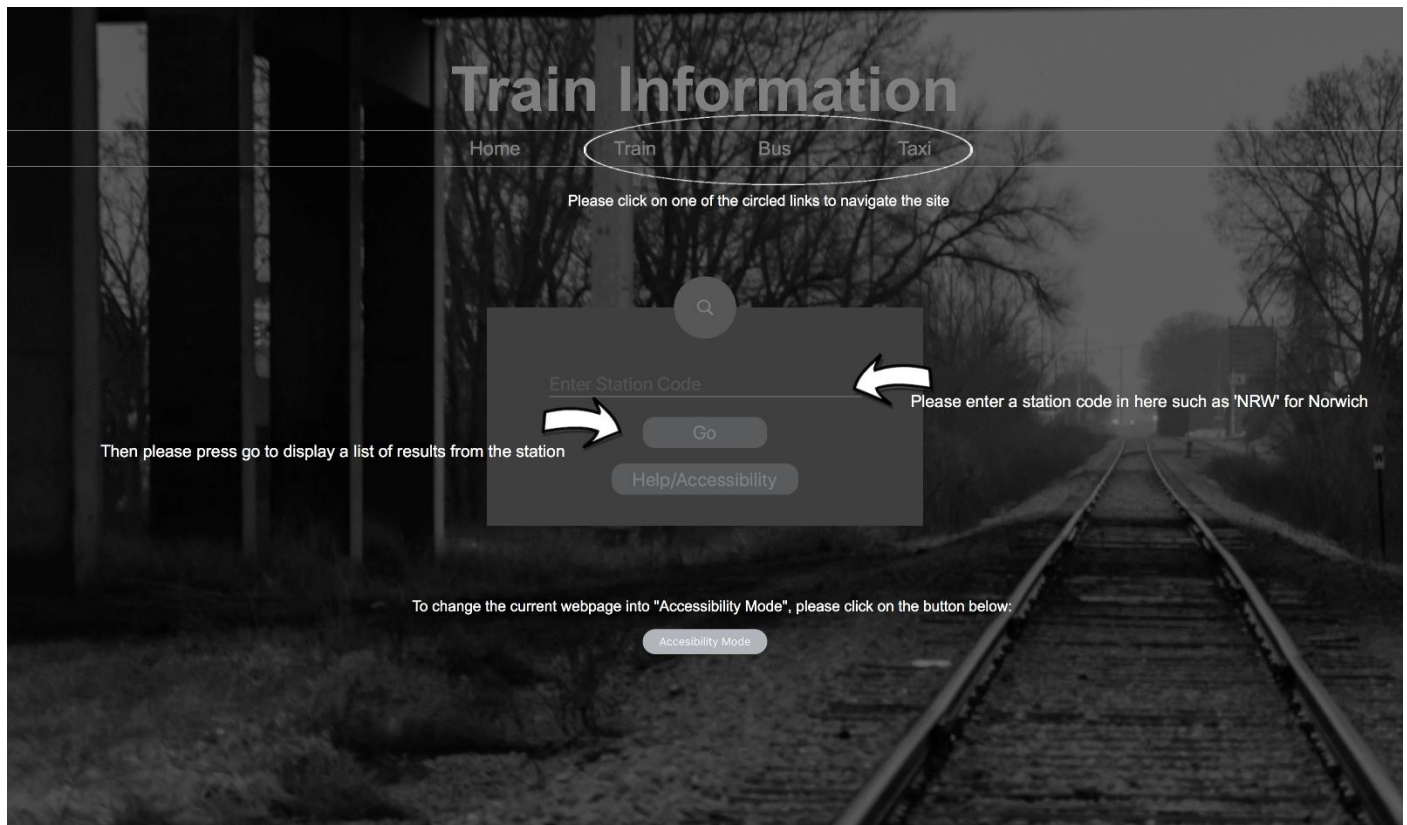 Train Information
Home Train Bus Taxi
Please click on one of the circled links to navigate the site
Enter Station Code
Please enter a station code in here such as 'NRW' for Norwich
Go
Then please press go to display a list of results from the station
Help/Accessibility
To change the current webpage into "Accessibility Mode", please click on the button below:
Accesibility Mode